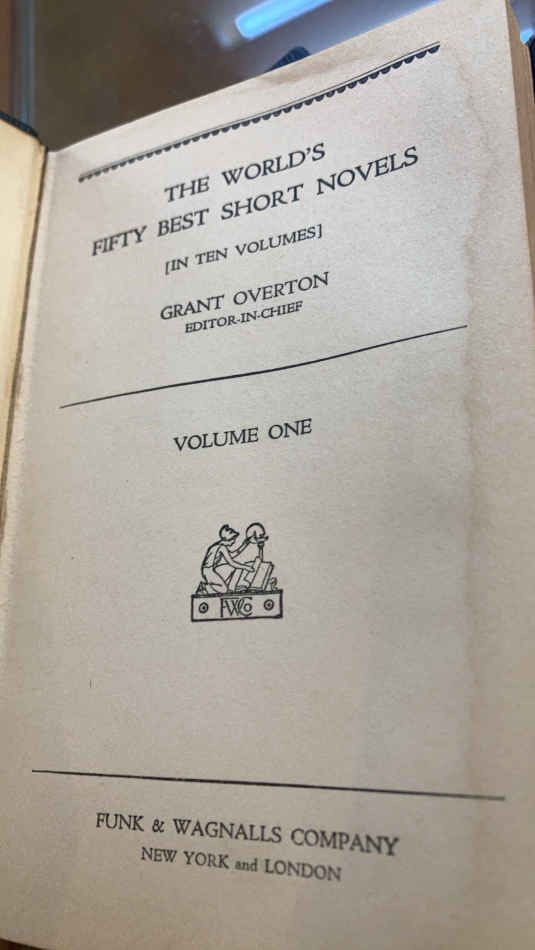 THE WORLD'S
FIFTY BEST SHORT NOVELS
[IN TEN VOLUMES]
GRANT OVERTON
EDITOR-IN-CHIEF
VOLUME ONE
FWCo
FUNK & WAGNALLS COMPANY
NEW YORK and LONDON